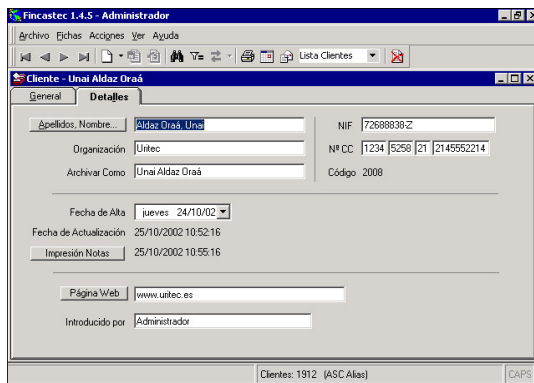 Fincastec 1.4.5 - Administrador
Archivo Fichas Acciones Ver Ayuda
Lista Clientes
Cliente - Unai Aldaz Oraá
General Detalles
Apellidos, Nombre... Aldaz Oraá, Unai NIF 72688838-Z
Organización Uritec Nº CC 1234 5258 21 2145552214
Archivar Como Unai Aldaz Oraá Código 2008
Fecha de Alta jueves 24/10/02
Fecha de Actualización 25/10/2002 10:52:16
Impresión Notas 25/10/2002 10:55:16
Página Web www.uritec.es
Introducido por Administrador
Clientes: 1912 (ASC Alias) CAPS